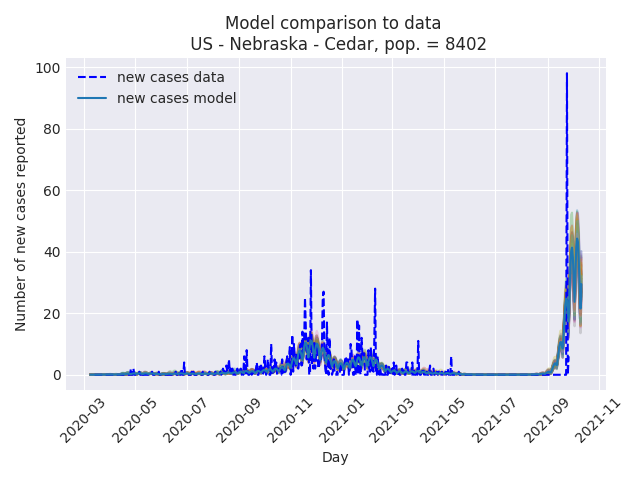 Model comparison to data
US - Nebraska - Cedar, pop. = 8402
new cases data
new cases model
Number of new cases reported
100
80
60
40
20
0
2020-03
2020-05
2020-07
2020-09
2020-11
2021-01
2021-03
2021-05
2021-07
2021-09
2021-11
Day